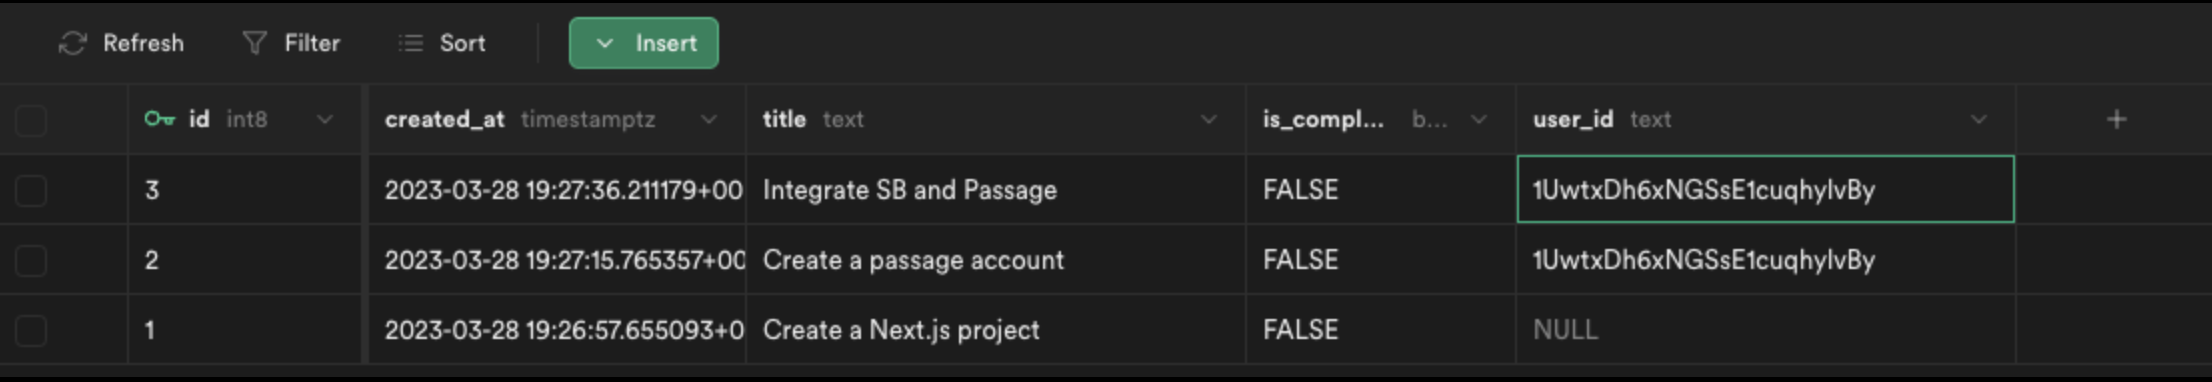 Refresh Filter Sort Insert
id int8 created_at timestamptz title text is_compl... b... user_id text +
3 2023-03-28 19:27:36.211179+00 Integrate SB and Passage FALSE 1UwtxDh6xNGSsE1cuqhylvBy
2 2023-03-28 19:27:15.765357+00 Create a passage account FALSE 1UwtxDh6xNGSsE1cuqhylvBy
1 2023-03-28 19:26:57.655093+0 Create a Next.js project FALSE NULL